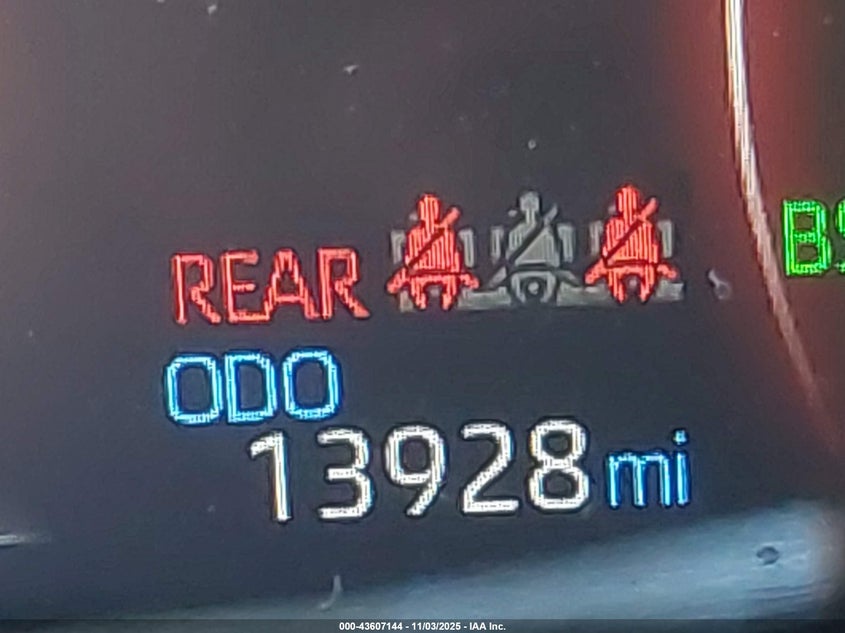 REAR
ODO
13928 mi
000-43607144 - 11/03/2025 - IAA Inc.